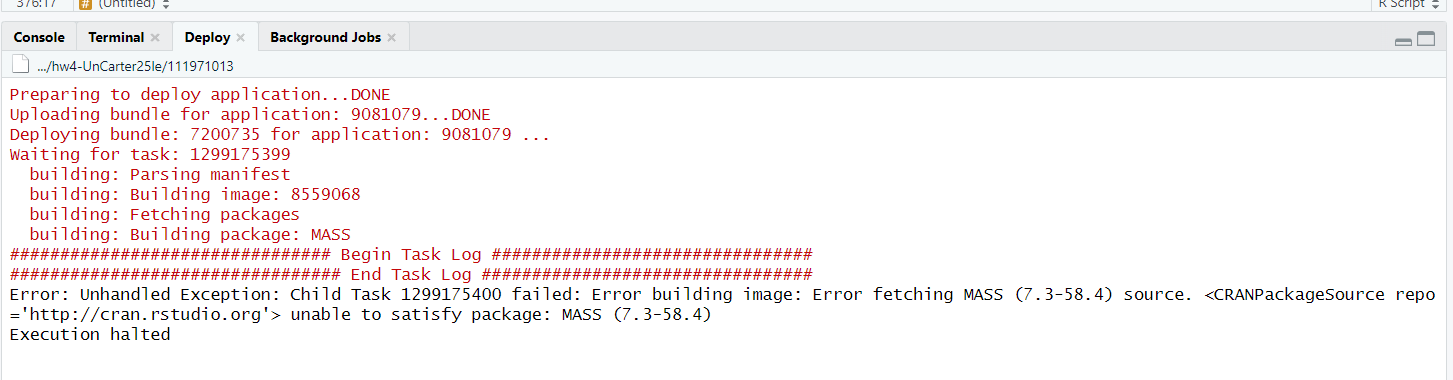 376:17 # (Untitled) R Script
Console Terminal Deploy Background Jobs
.../hw4-UnCarter25le/111971013
Preparing to deploy application...DONE
Uploading bundle for application: 9081079...DONE
Deploying bundle: 7200735 for application: 9081079 ...
Waiting for task: 1299175399
  building: Parsing manifest
  building: Building image: 8559068
  building: Fetching packages
  building: Building package: MASS
################################ Begin Task Log ################################
################################# End Task Log #################################
Error: Unhandled Exception: Child Task 1299175400 failed: Error building image: Error fetching MASS (7.3-58.4) source. <CRANPackageSource repo
='http://cran.rstudio.org'> unable to satisfy package: MASS (7.3-58.4)
Execution halted